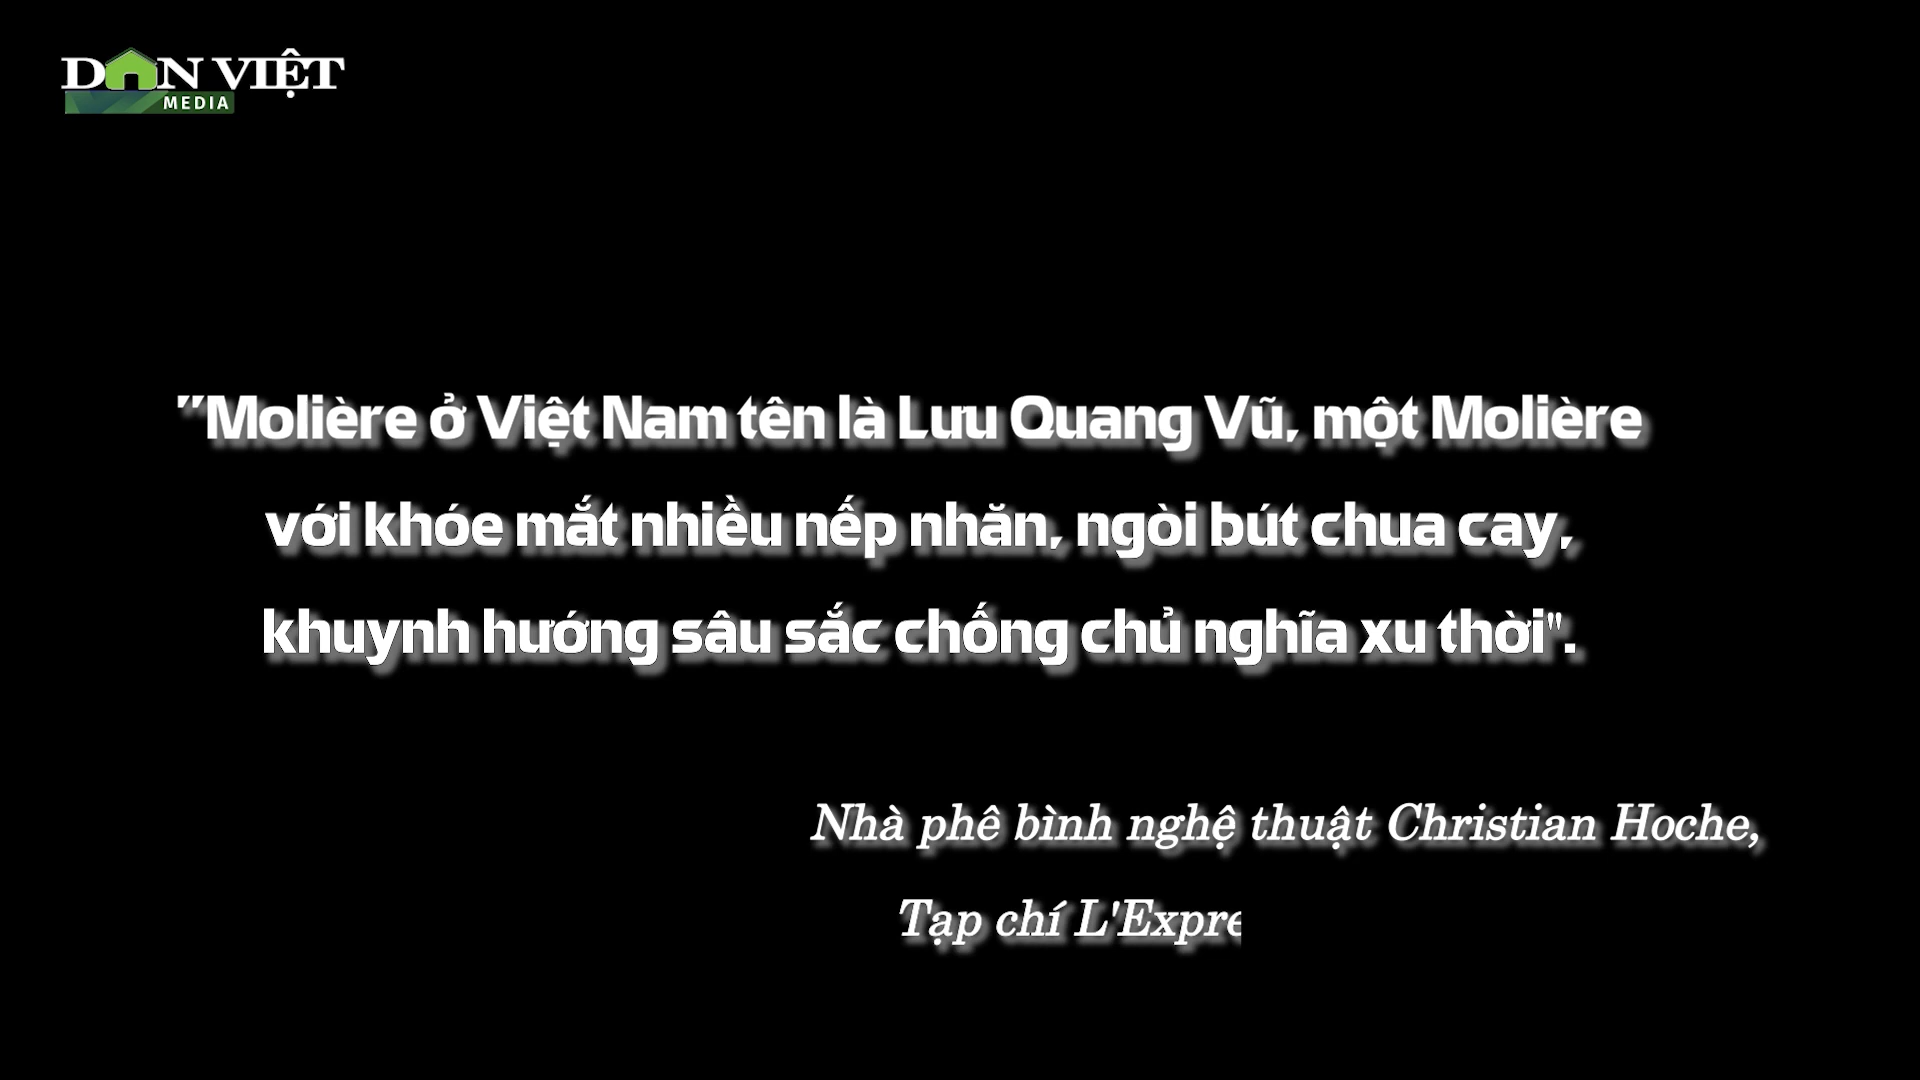 DÂN VIỆT
MEDIA
"Molière ở Việt Nam tên là Lưu Quang Vũ, một Molière
với khóe mắt nhiều nếp nhăn, ngòi bút chua cay,
khuynh hướng sâu sắc chống chủ nghĩa xu thời".
Nhà phê bình nghệ thuật Christian Hoche,
Tạp chí L'Expre